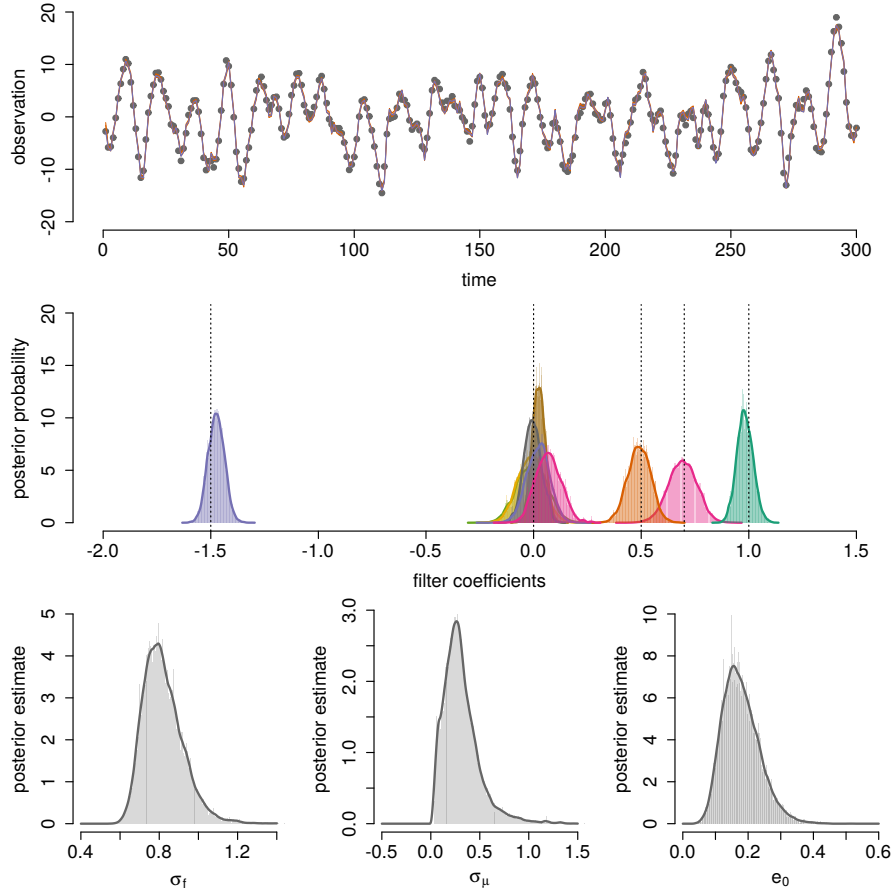 observation
20
10
0
-10
-20
0 50 100 150 200 250 300
time
posterior probability
20
15
10
5
0
-2.0 -1.5 -1.0 -0.5 0.0 0.5 1.0 1.5
filter coefficients
posterior estimate
5
4
3
2
1
0
0.4 0.8 1.2
σf
posterior estimate
3.0
2.0
1.0
0.0
-0.5 0.0 0.5 1.0 1.5
σμ
posterior estimate
10
8
6
4
2
0
0.0 0.2 0.4 0.6
e0